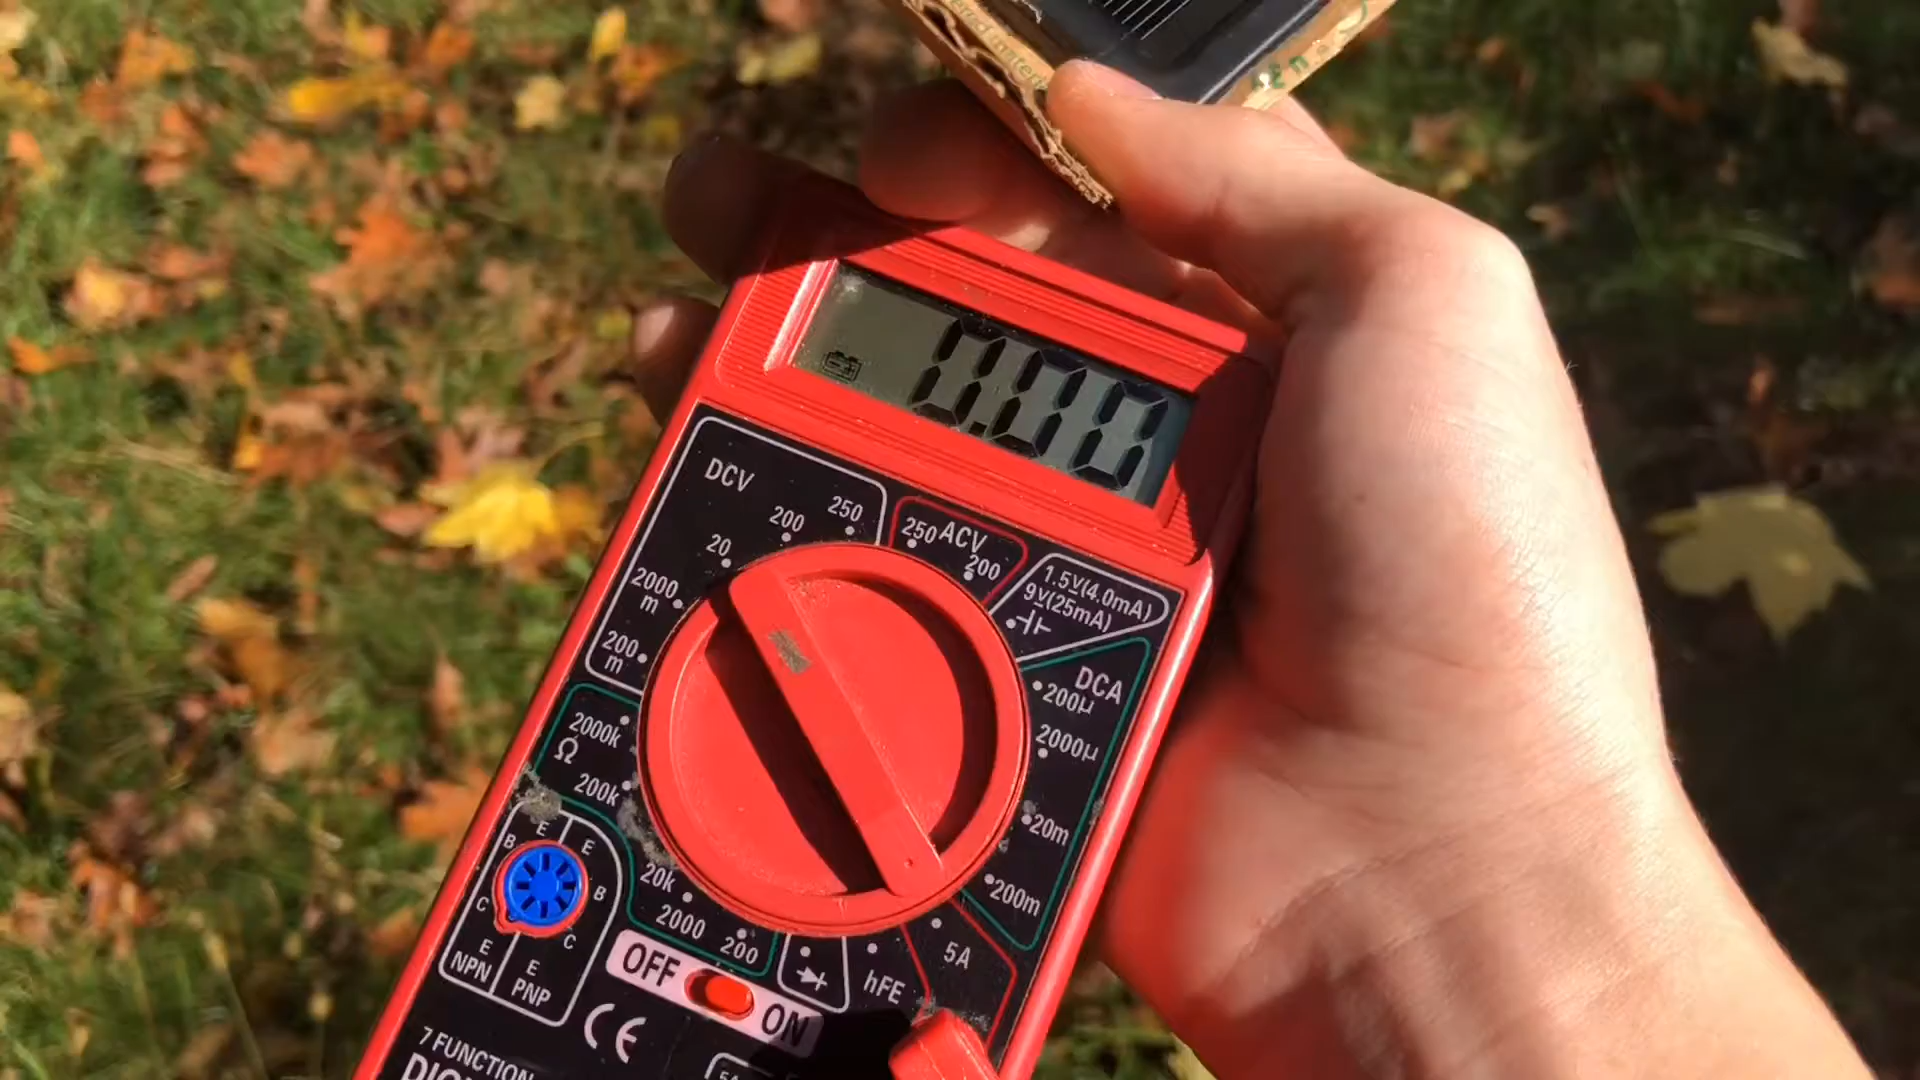 0.00
DCV
250
200
20
2000
m
200
m
250
ACV
200
1.5V(4.0mA)
9V(25mA)
DCA
200µ
2000µ
20m
200m
5A
hFE
200
2000
20k
200k
2000k
Ω
E
B
E
B
C
C
E
NPN
E
PNP
OFF
ON
CE
7 FUNCTION